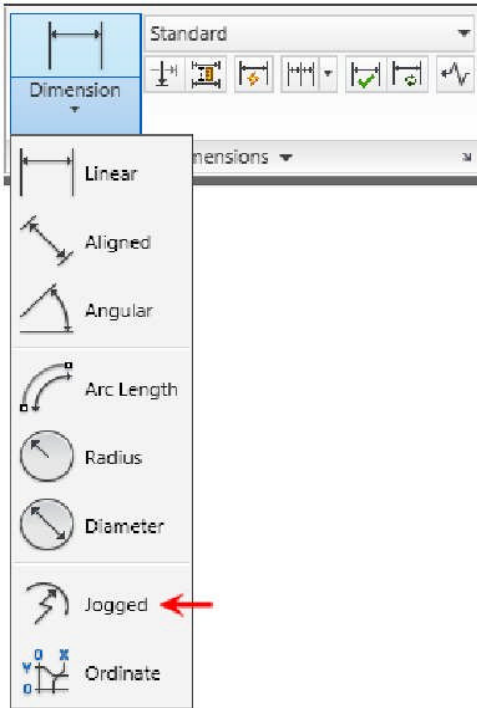 Standard
Dimension
mensions
Linear
Aligned
Angular
Arc Length
Radius
Diameter
Jogged
Y O X
O
Ordinate